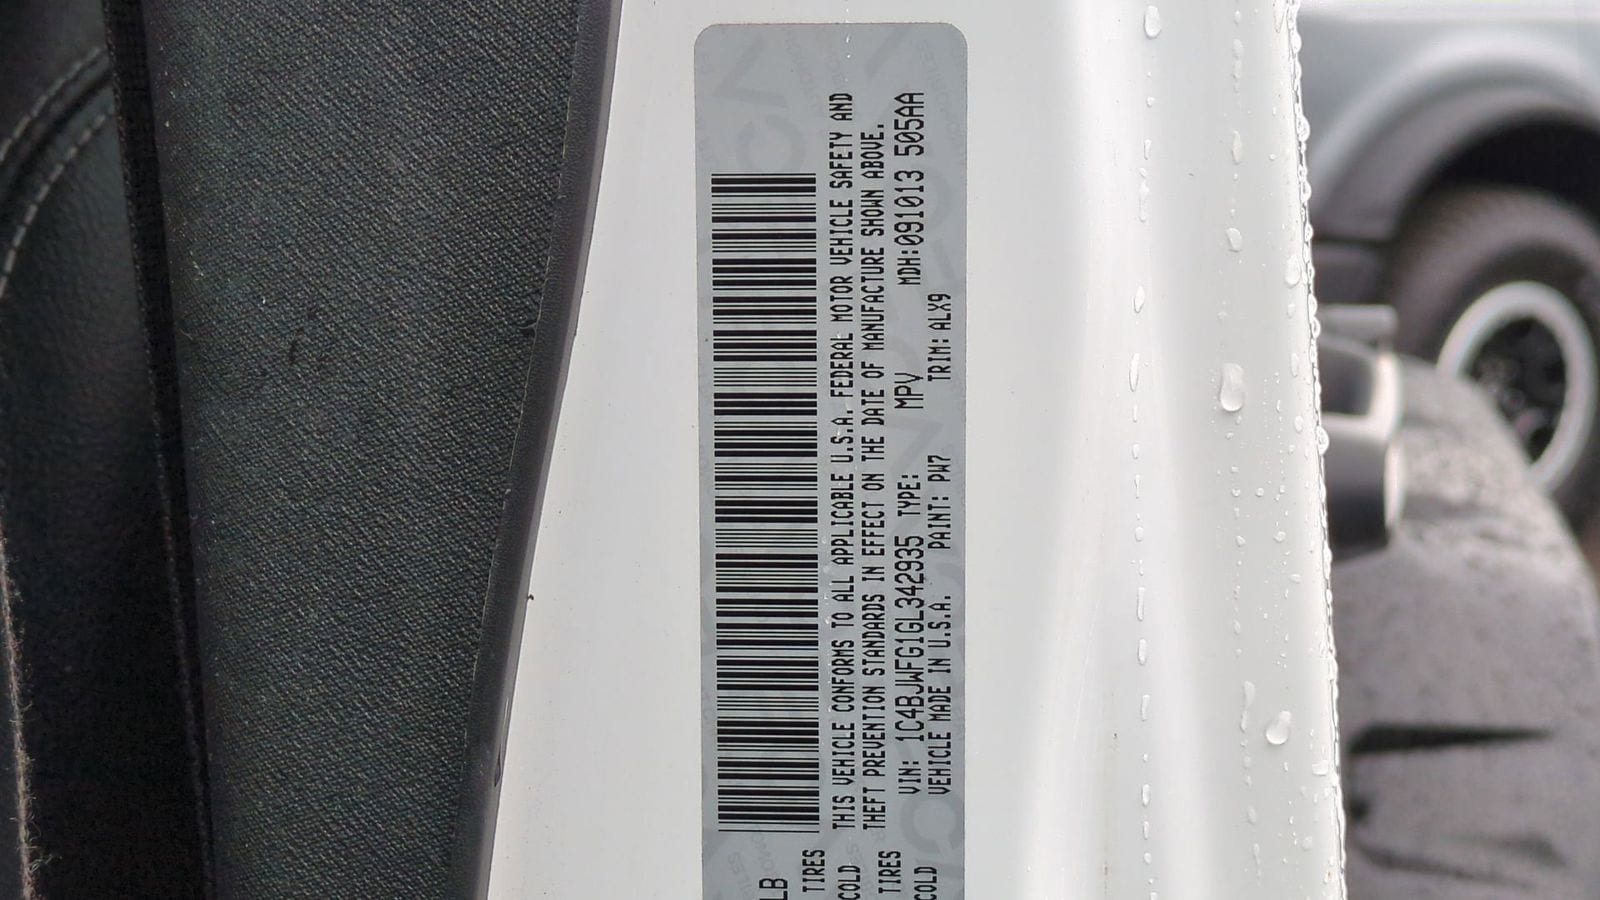 LB
TIRES
COLD
TIRES
COLD
THIS VEHICLE CONFORMS TO ALL APPLICABLE U.S.A. FEDERAL MOTOR VEHICLE SAFETY AND
THEFT PREVENTION STANDARDS IN EFFECT ON THE DATE OF MANUFACTURE SHOWN ABOVE.
VIN: 1C4BJWFG1GL342935 TYPE: MPV MDH:091013 505AA
VEHICLE MADE IN U.S.A. PAINT: PW7 TRIM:ALX9